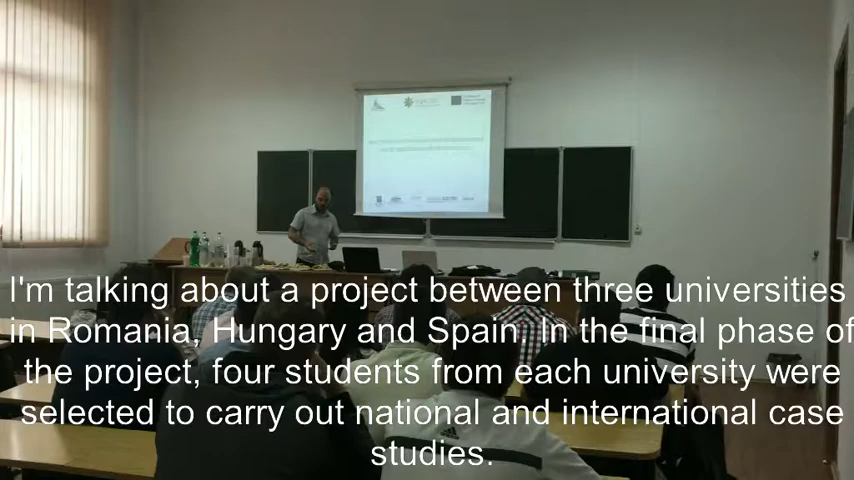 I'm talking about a project between three universities
in Romania, Hungary and Spain. In the final phase of
the project, four students from each university were
selected to carry out national and international case
studies.